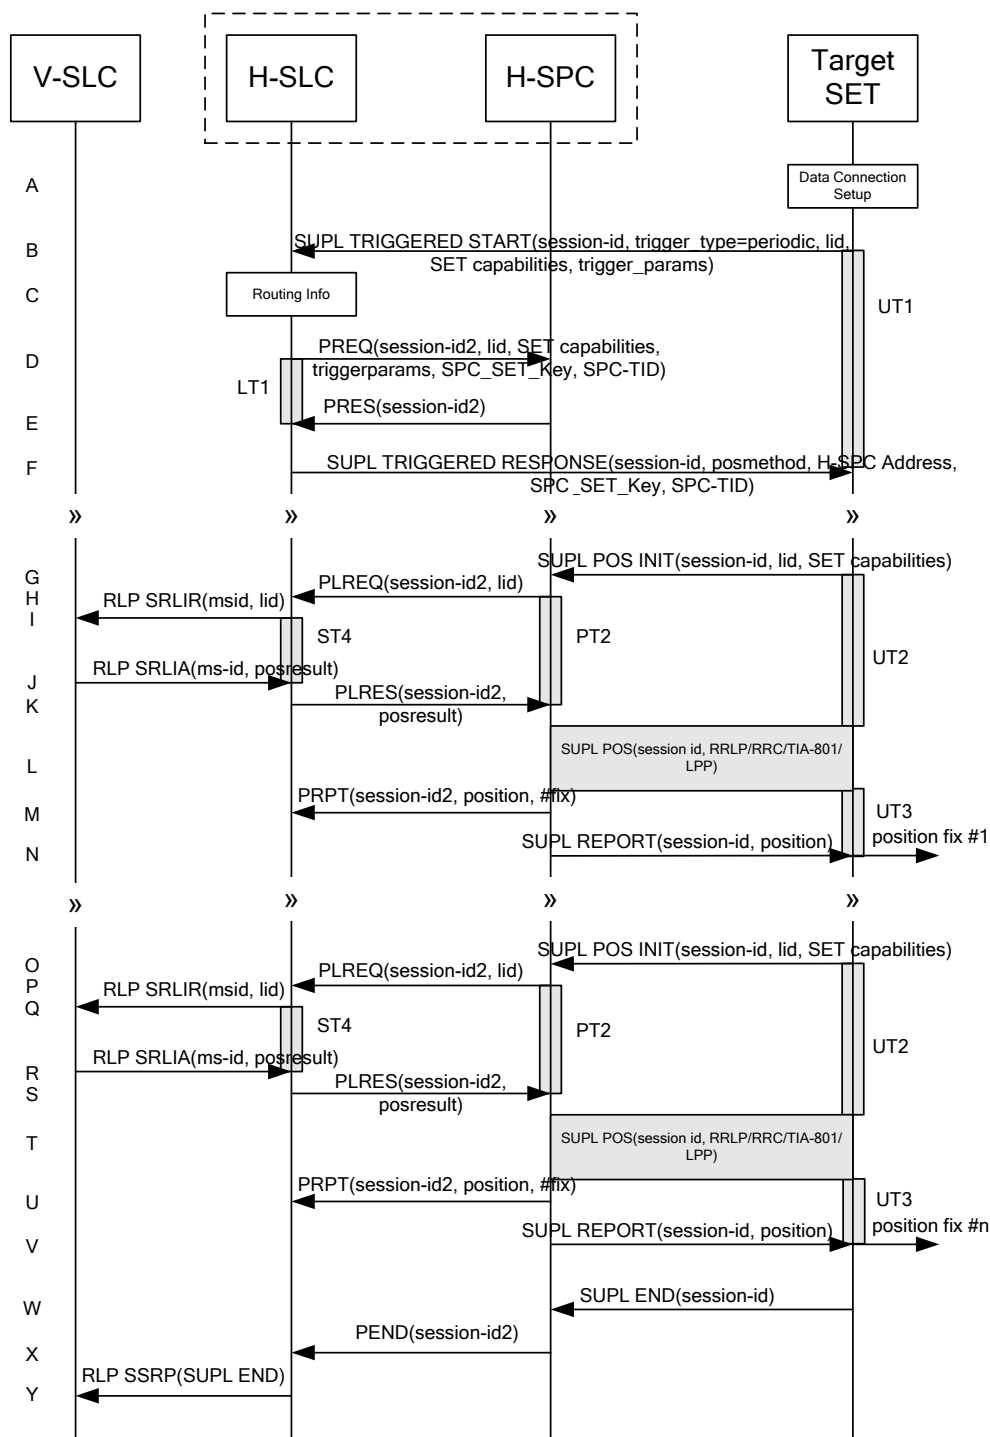 V-SLC
H-SLC
H-SPC
Target
SET
A
Data Connection
Setup
B
SUPL TRIGGERED START(session-id, trigger_type=periodic, lid,
SET capabilities, trigger_params)
C
Routing Info
UT1
D
PREQ(session-id2, lid, SET capabilities,
triggerparams, SPC_SET_Key, SPC-TID)
LT1
E
PRES(session-id2)
F
SUPL TRIGGERED RESPONSE(session-id, posmethod, H-SPC Address,
SPC_SET_Key, SPC-TID)
»
»
»
»
G
SUPL POS INIT(session-id, lid, SET capabilities)
H
PLREQ(session-id2, lid)
I
RLP SRLIR(msid, lid)
ST4
PT2
UT2
J
RLP SRLIA(ms-id, posresult)
K
PLRES(session-id2,
posresult)
L
SUPL POS(session id, RRLP/RRC/TIA-801/
LPP)
M
PRPT(session-id2, position, #fix)
UT3
position fix #1
N
SUPL REPORT(session-id, position)
»
»
»
»
O
SUPL POS INIT(session-id, lid, SET capabilities)
P
PLREQ(session-id2, lid)
Q
RLP SRLIR(msid, lid)
ST4
PT2
UT2
R
RLP SRLIA(ms-id, posresult)
S
PLRES(session-id2,
posresult)
T
SUPL POS(session id, RRLP/RRC/TIA-801/
LPP)
U
PRPT(session-id2, position, #fix)
UT3
position fix #n
V
SUPL REPORT(session-id, position)
W
SUPL END(session-id)
X
PEND(session-id2)
Y
RLP SSRP(SUPL END)